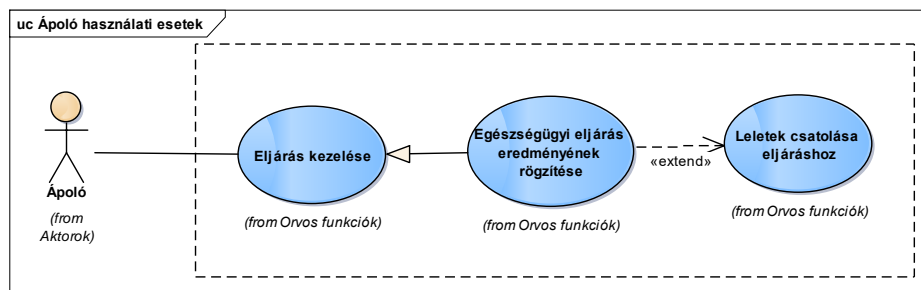 uc Ápoló használati esetek
Ápoló
(from
Aktorok)
Eljárás kezelése
(from Orvos funkciók)
Egészségügyi eljárás
eredményének
rögzítése
(from Orvos funkciók)
«extend»
Leletek csatolása
eljáráshoz
(from Orvos funkciók)